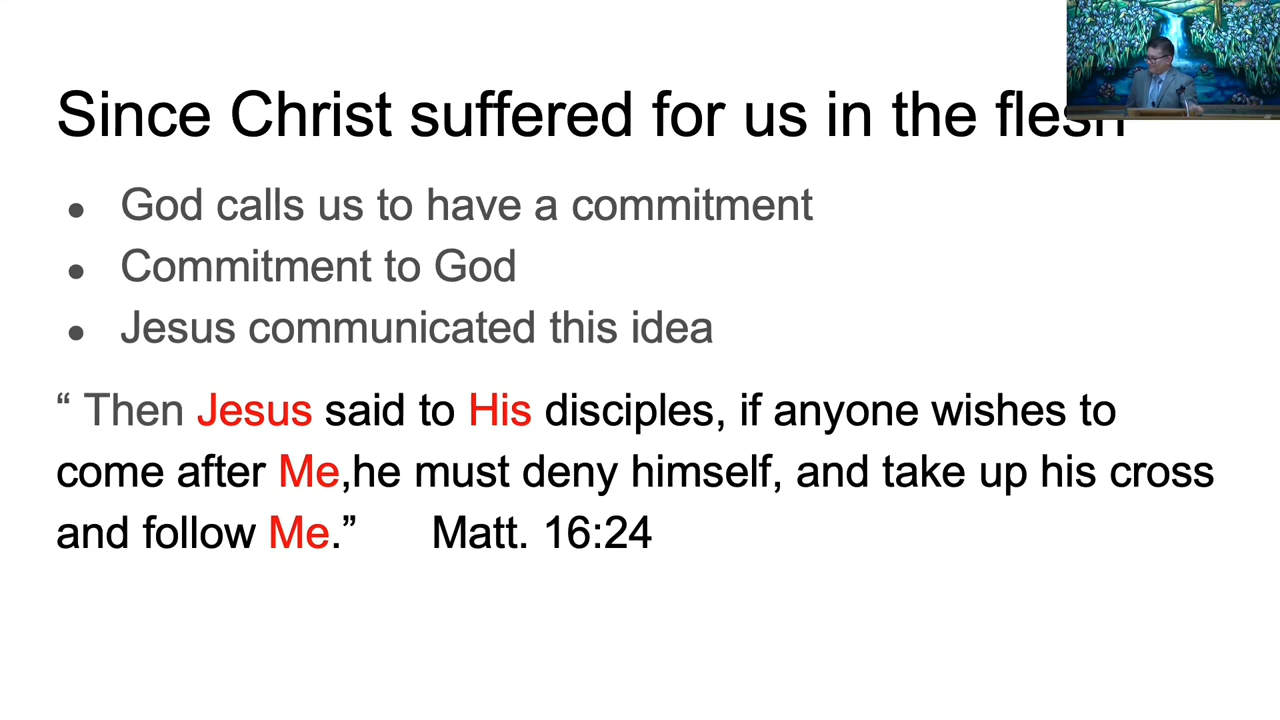 Since Christ suffered for us in the flesh
● God calls us to have a commitment
● Commitment to God
● Jesus communicated this idea
“ Then Jesus said to His disciples, if anyone wishes to
come after Me,he must deny himself, and take up his cross
and follow Me.” Matt. 16:24